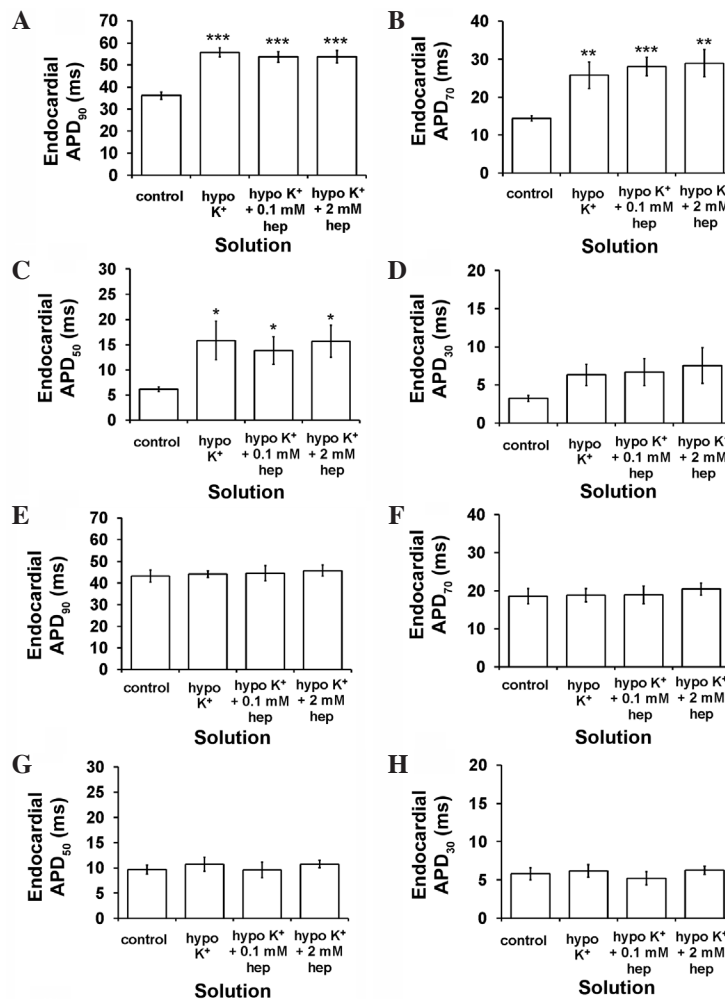 A
Endocardial
APD90 (ms)
70
60
50
40
30
20
10
0
***
***
***
control
hypo
K+
hypo K+
+ 0.1 mM
hep
hypo K+
+ 2 mM
hep
Solution
B
Endocardial
APD70 (ms)
40
30
20
10
0
**
***
**
control
hypo
K+
hypo K+
+ 0.1 mM
hep
hypo K+
+ 2 mM
hep
Solution
C
Endocardial
APD50 (ms)
30
25
20
15
10
5
0
*
*
*
control
hypo
K+
hypo K+
+ 0.1 mM
hep
hypo K+
+ 2 mM
hep
Solution
D
Endocardial
APD30 (ms)
20
15
10
5
0
control
hypo
K+
hypo K+
+ 0.1 mM
hep
hypo K+
+ 2 mM
hep
Solution
E
Endocardial
APD90 (ms)
70
60
50
40
30
20
10
0
control
hypo
K+
hypo K+
+ 0.1 mM
hep
hypo K+
+ 2 mM
hep
Solution
F
Endocardial
APD70 (ms)
40
30
20
10
0
control
hypo
K+
hypo K+
+ 0.1 mM
hep
hypo K+
+ 2 mM
hep
Solution
G
Endocardial
APD50 (ms)
30
25
20
15
10
5
0
control
hypo
K+
hypo K+
+ 0.1 mM
hep
hypo K+
+ 2 mM
hep
Solution
H
Endocardial
APD30 (ms)
20
15
10
5
0
control
hypo
K+
hypo K+
+ 0.1 mM
hep
hypo K+
+ 2 mM
hep
Solution